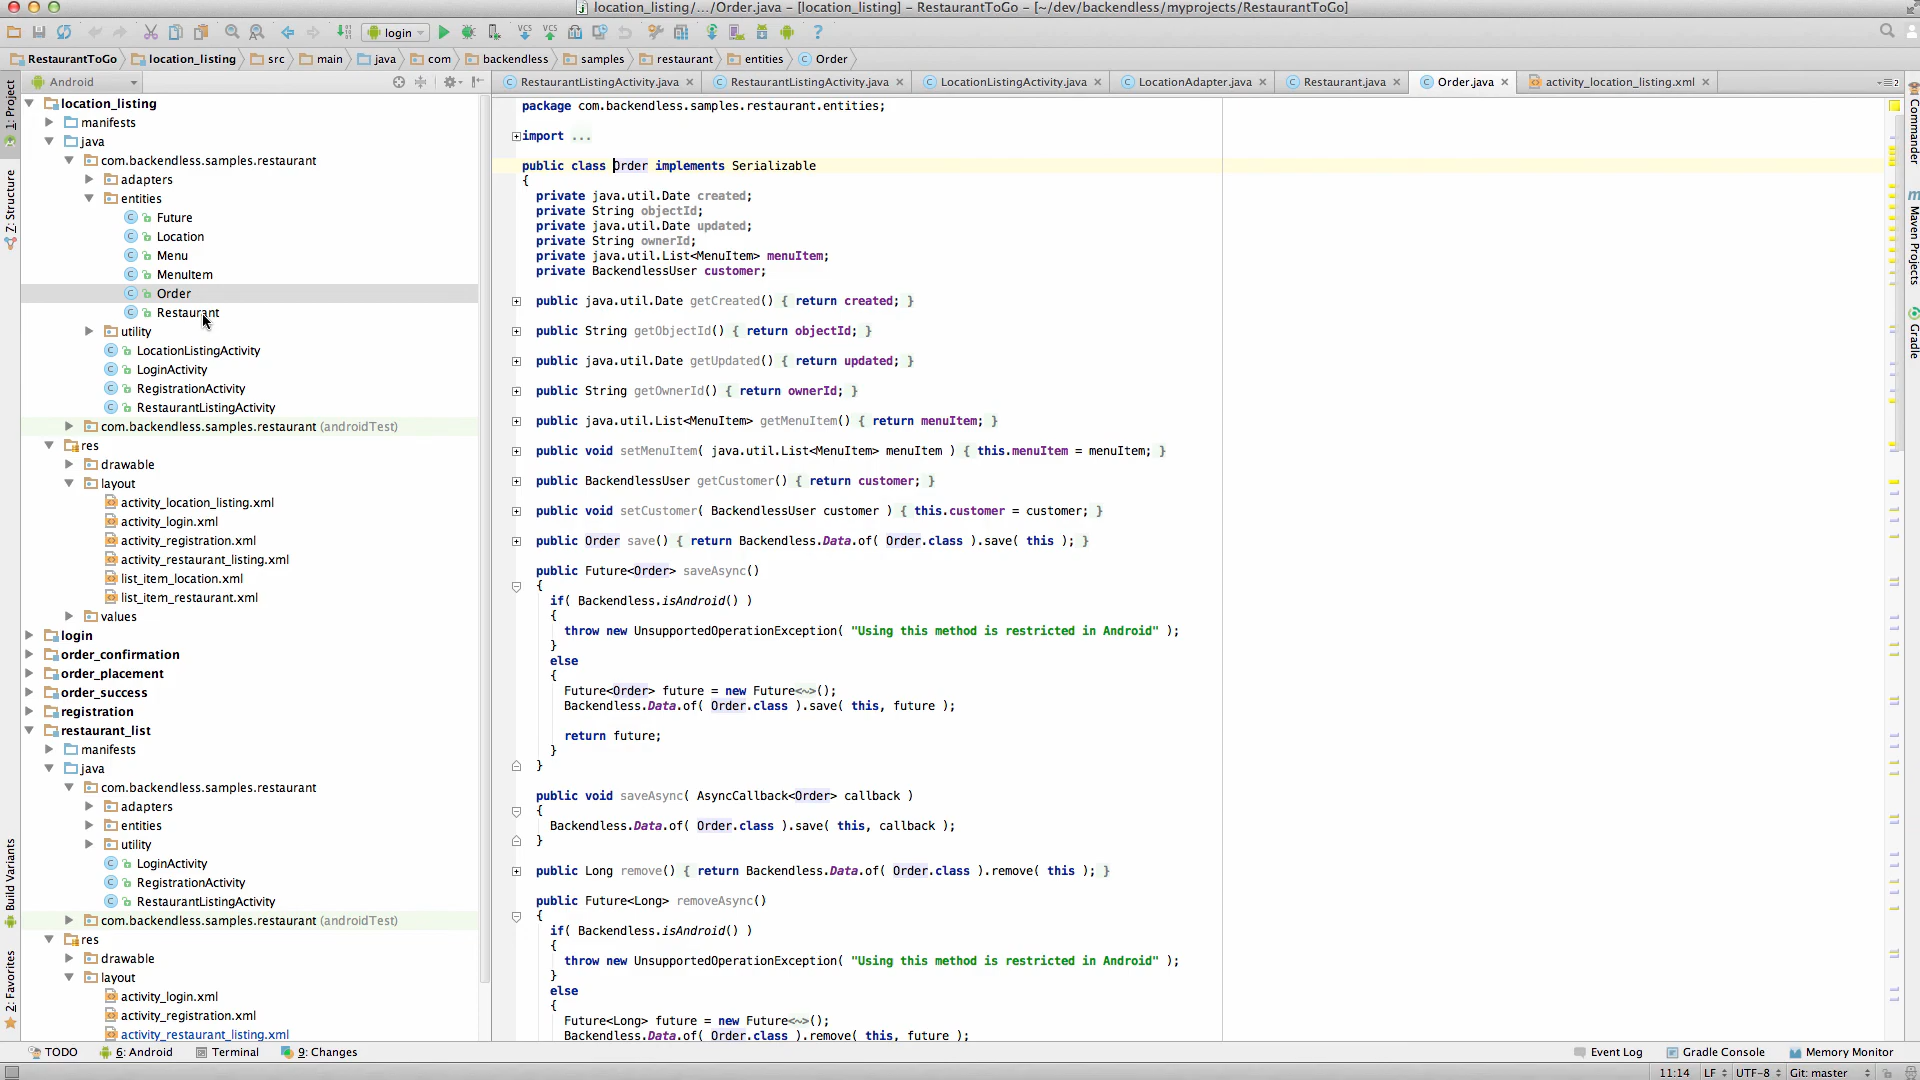 location_listing/.../Order.java - [location_listing] - RestaurantToGo - [~/dev/backendless/myprojects/RestaurantToGo]
login
RestaurantToGo location_listing src main java com backendless samples restaurant entities Order
Android
RestaurantListingActivity.java RestaurantListingActivity.java LocationListingActivity.java LocationAdapter.java Restaurant.java Order.java activity_location_listing.xml
1: Project
Z: Structure
Build Variants
2: Favorites
location_listing
manifests
java
com.backendless.samples.restaurant
adapters
entities
Future
Location
Menu
MenuItem
Order
Restaurant
utility
LocationListingActivity
LoginActivity
RegistrationActivity
RestaurantListingActivity
com.backendless.samples.restaurant (androidTest)
res
drawable
layout
activity_location_listing.xml
activity_login.xml
activity_registration.xml
activity_restaurant_listing.xml
list_item_location.xml
list_item_restaurant.xml
values
login
order_confirmation
order_placement
order_success
registration
restaurant_list
manifests
java
com.backendless.samples.restaurant
adapters
entities
utility
LoginActivity
RegistrationActivity
RestaurantListingActivity
com.backendless.samples.restaurant (androidTest)
res
drawable
layout
activity_login.xml
activity_registration.xml
activity_restaurant_listing.xml
package com.backendless.samples.restaurant.entities;
import ...
public class Order implements Serializable
{
private java.util.Date created;
private String objectId;
private java.util.Date updated;
private String ownerId;
private java.util.List<MenuItem> menuItem;
private BackendlessUser customer;
public java.util.Date getCreated() { return created; }
public String getObjectId() { return objectId; }
public java.util.Date getUpdated() { return updated; }
public String getOwnerId() { return ownerId; }
public java.util.List<MenuItem> getMenuItem() { return menuItem; }
public void setMenuItem( java.util.List<MenuItem> menuItem ) { this.menuItem = menuItem; }
public BackendlessUser getCustomer() { return customer; }
public void setCustomer( BackendlessUser customer ) { this.customer = customer; }
public Order save() { return Backendless.Data.of( Order.class ).save( this ); }
public Future<Order> saveAsync()
{
if( Backendless.isAndroid() )
{
throw new UnsupportedOperationException( "Using this method is restricted in Android" );
}
else
{
Future<Order> future = new Future<~>();
Backendless.Data.of( Order.class ).save( this, future );
return future;
}
}
public void saveAsync( AsyncCallback<Order> callback )
{
Backendless.Data.of( Order.class ).save( this, callback );
}
public Long remove() { return Backendless.Data.of( Order.class ).remove( this ); }
public Future<Long> removeAsync()
{
if( Backendless.isAndroid() )
{
throw new UnsupportedOperationException( "Using this method is restricted in Android" );
}
else
{
Future<Long> future = new Future<~>();
Backendless.Data.of( Order.class ).remove( this, future );
Commander
Maven Projects
Gradle
TODO 6: Android Terminal 9: Changes Event Log Gradle Console Memory Monitor
11:14 LF UTF-8 Git: master